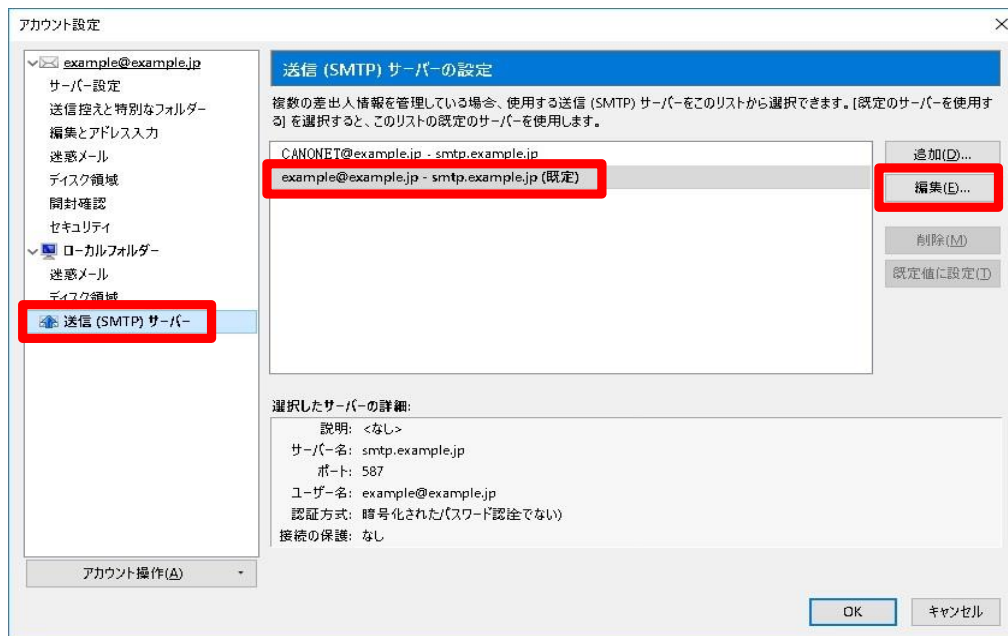 アカウント設定
example@example.jp
サーバー設定
送信控えと特別なフォルダー
編集とアドレス入力
迷惑メール
ディスク領域
開封確認
セキュリティ
ローカルフォルダー
迷惑メール
ディスク領域
送信 (SMTP) サーバー
アカウント操作(A)
送信 (SMTP) サーバーの設定
複数の差出人情報を管理している場合、使用する送信 (SMTP) サーバーをこのリストから選択できます。[既定のサーバーを使用す
る] を選択すると、このリストの既定のサーバーを使用します。
CANONET@example.jp - smtp.example.jp
example@example.jp - smtp.example.jp (既定)
追加(D)...
編集(E)...
削除(M)
既定値に設定(T)
選択したサーバーの詳細:
説明: <なし>
サーバー名: smtp.example.jp
ポート: 587
ユーザー名: example@example.jp
認証方式: 暗号化されたパスワード認全でない)
接続の保護: なし
OK
キャンセル